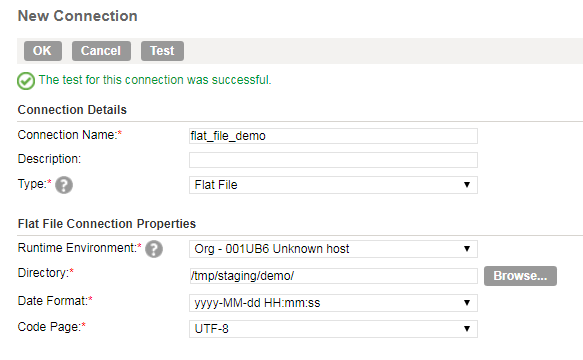 New Connection
OK Cancel Test
The test for this connection was successful.
Connection Details
Connection Name:* flat_file_demo
Description:
Type:* ? Flat File
Flat File Connection Properties
Runtime Environment:* ? Org - 001UB6 Unknown host
Directory:* /tmp/staging/demo/ Browse...
Date Format:* yyyy-MM-dd HH:mm:ss
Code Page:* UTF-8